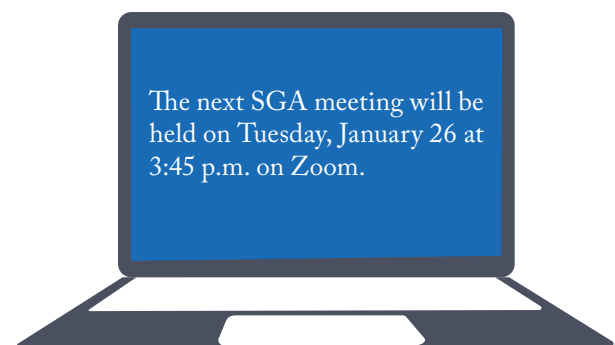 The next SGA meeting will be
held on Tuesday, January 26 at
3:45 p.m. on Zoom.